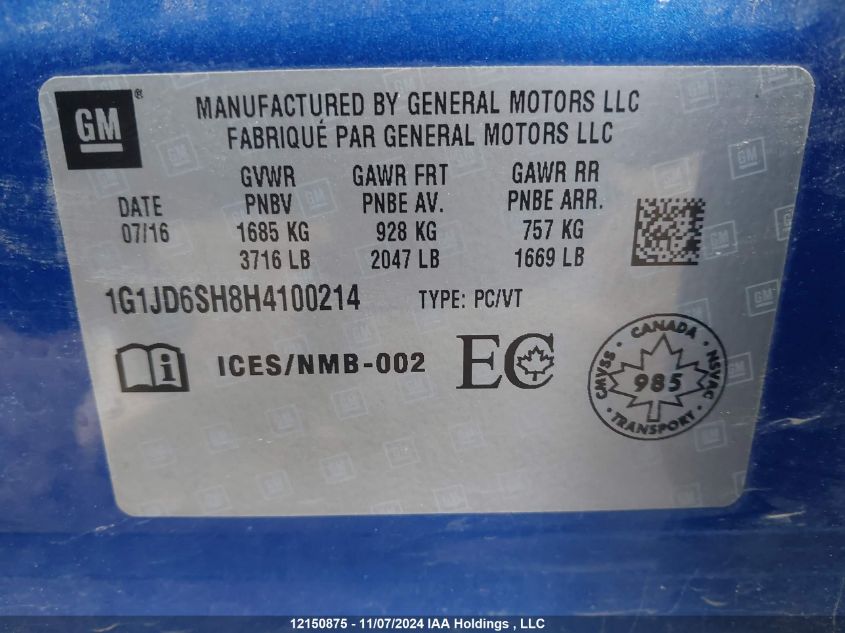 GM®
MANUFACTURED BY GENERAL MOTORS LLC
FABRIQUÉ PAR GENERAL MOTORS LLC
GVWR GAWR FRT GAWR RR
DATE PNBV PNBE AV. PNBE ARR.
07/16 1685 KG 928 KG 757 KG
3716 LB 2047 LB 1669 LB
1G1JD6SH8H4100214 TYPE: PC/VT
i ICES/NMB-002 EC
CANADA
CMVSS 985 NSVAC
TRANSPORT
12150875 - 11/07/2024 IAA Holdings , LLC